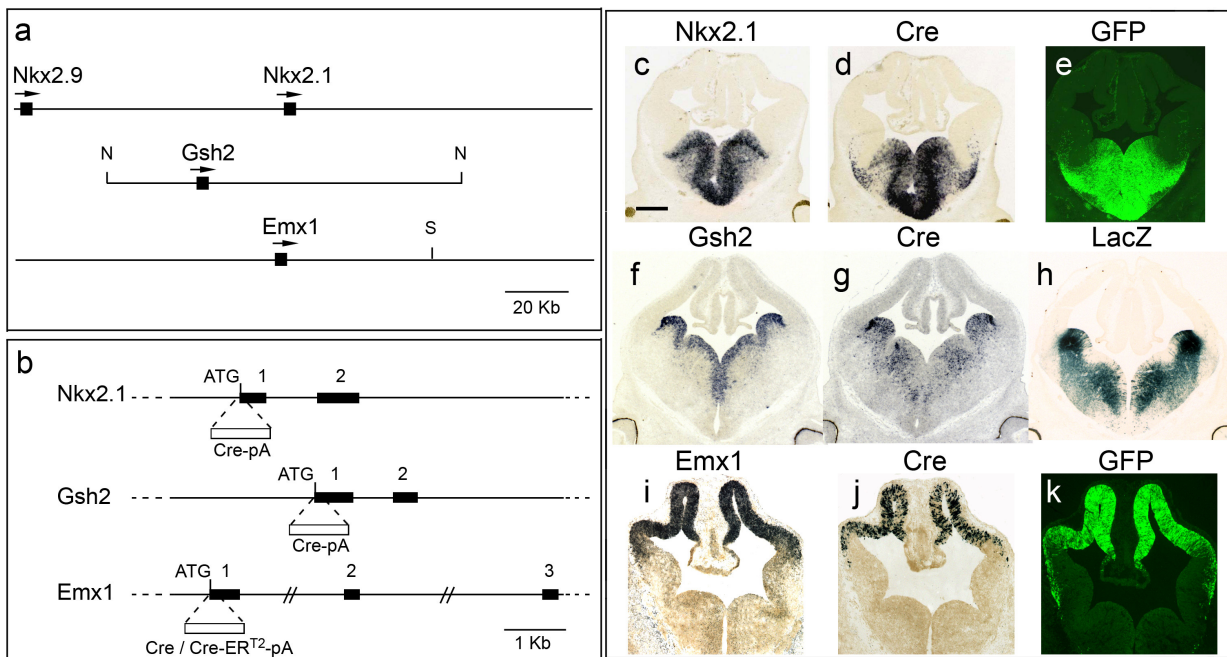 a
Nkx2.9 Nkx2.1
N Gsh2 N
Emx1 S
20 Kb
b
ATG 1 2
Nkx2.1
Cre-pA
ATG 1 2
Gsh2
Cre-pA
ATG 1 2 3
Emx1
Cre / Cre-ERT2-pA
1 Kb
Nkx2.1 Cre GFP
c d e
Gsh2 Cre LacZ
f g h
Emx1 Cre GFP
i j k